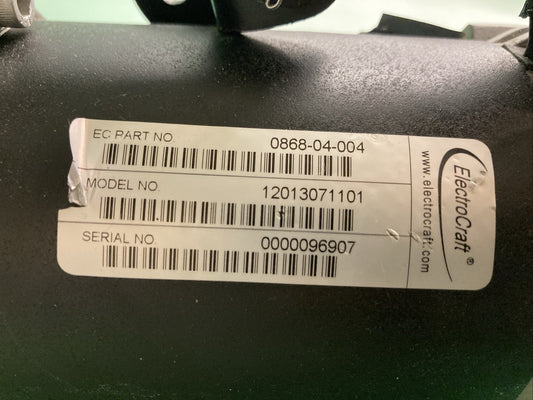 EC PART NO. 0868-04-004
MODEL NO. 12013071101
SERIAL NO. 0000096907
ElectroCraft ®
www.electrocraft.com